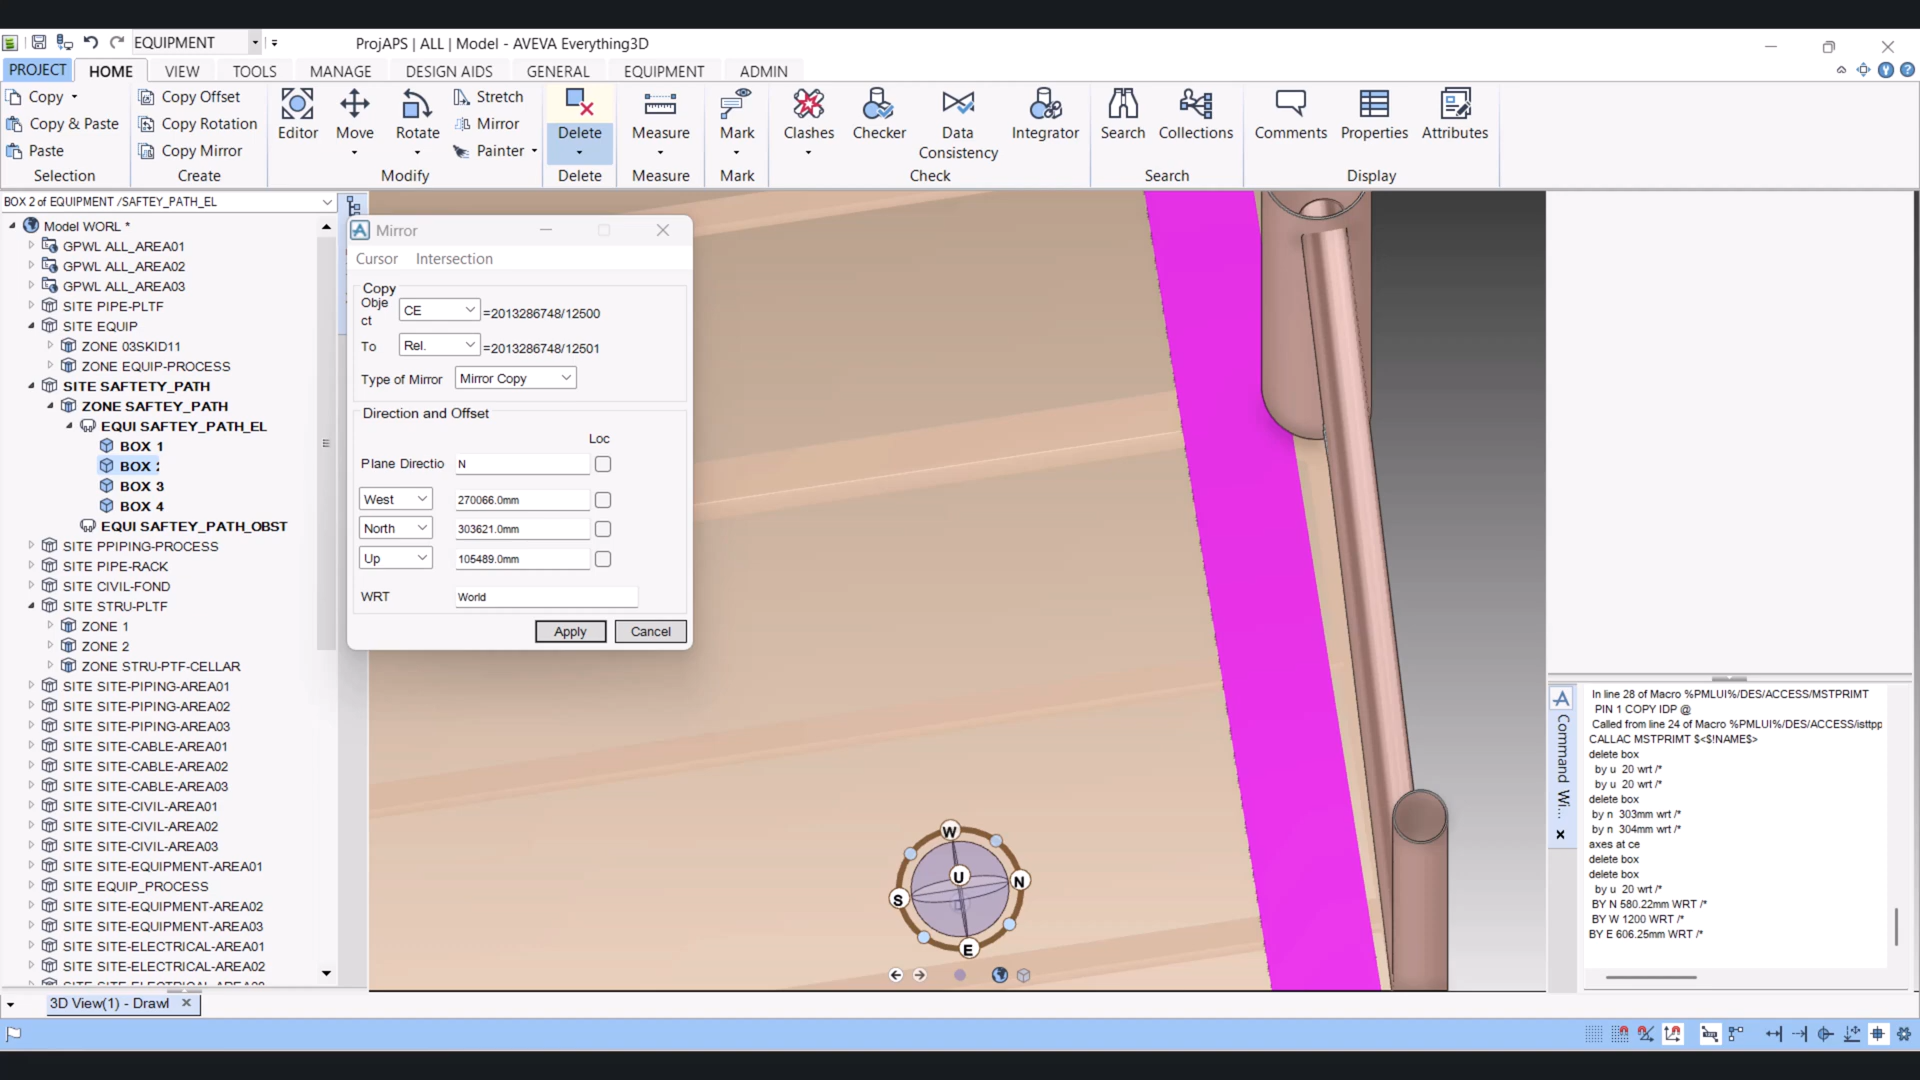 EQUIPMENT
ProjAPS | ALL | Model - AVEVA Everything3D
PROJECT
HOME
VIEW
TOOLS
MANAGE
DESIGN AIDS
GENERAL
EQUIPMENT
ADMIN
Copy
Copy & Paste
Paste
Selection
Copy Offset
Copy Rotation
Copy Mirror
Create
Editor
Move
Rotate
Stretch
Mirror
Painter
Modify
Delete
Delete
Measure
Measure
Mark
Mark
Clashes
Checker
Data
Consistency
Integrator
Check
Search
Collections
Search
Comments
Properties
Attributes
Display
BOX 2 of EQUIPMENT /SAFTEY_PATH_EL
Model WORL *
GPWL ALL_AREA01
GPWL ALL_AREA02
GPWL ALL_AREA03
SITE PIPE-PLTF
SITE EQUIP
ZONE 03SKID11
ZONE EQUIP-PROCESS
SITE SAFTETY_PATH
ZONE SAFTEY_PATH
EQUI SAFTEY_PATH_EL
BOX 1
BOX
BOX 3
BOX 4
EQUI SAFTEY_PATH_OBST
SITE PPIPING-PROCESS
SITE PIPE-RACK
SITE CIVIL-FOND
SITE STRU-PLTF
ZONE 1
ZONE 2
ZONE STRU-PTF-CELLAR
SITE SITE-PIPING-AREA01
SITE SITE-PIPING-AREA02
SITE SITE-PIPING-AREA03
SITE SITE-CABLE-AREA01
SITE SITE-CABLE-AREA02
SITE SITE-CABLE-AREA03
SITE SITE-CIVIL-AREA01
SITE SITE-CIVIL-AREA02
SITE SITE-CIVIL-AREA03
SITE SITE-EQUIPMENT-AREA01
SITE EQUIP_PROCESS
SITE SITE-EQUIPMENT-AREA02
SITE SITE-EQUIPMENT-AREA03
SITE SITE-ELECTRICAL-AREA01
SITE SITE-ELECTRICAL-AREA02
Mirror
Cursor Intersection
Copy
Obje
ct
CE
=2013286748/12500
To
Rel.
=2013286748/12501
Type of Mirror
Mirror Copy
Direction and Offset
Loc
Plane Directio
N
West
270066.0mm
North
303621.0mm
Up
105489.0mm
WRT
World
Apply
Cancel
W
U
N
S
E
Command Wi...
In line 28 of Macro %PMLUI%/DES/ACCESS/MSTPRIMT
PIN 1 COPY IDP @
Called from line 24 of Macro %PMLUI%/DES/ACCESS/isttpp
CALLAC MSTPRIMT $<$!NAME$>
delete box
by u 20 wrt /*
by u 20 wrt /*
delete box
by n 303mm wrt /*
by n 304mm wrt /*
axes at ce
delete box
delete box
by u 20 wrt /*
BY N 580.22mm WRT /*
BY W 1200 WRT /*
BY E 606.25mm WRT /*
3D View(1) - Drawl